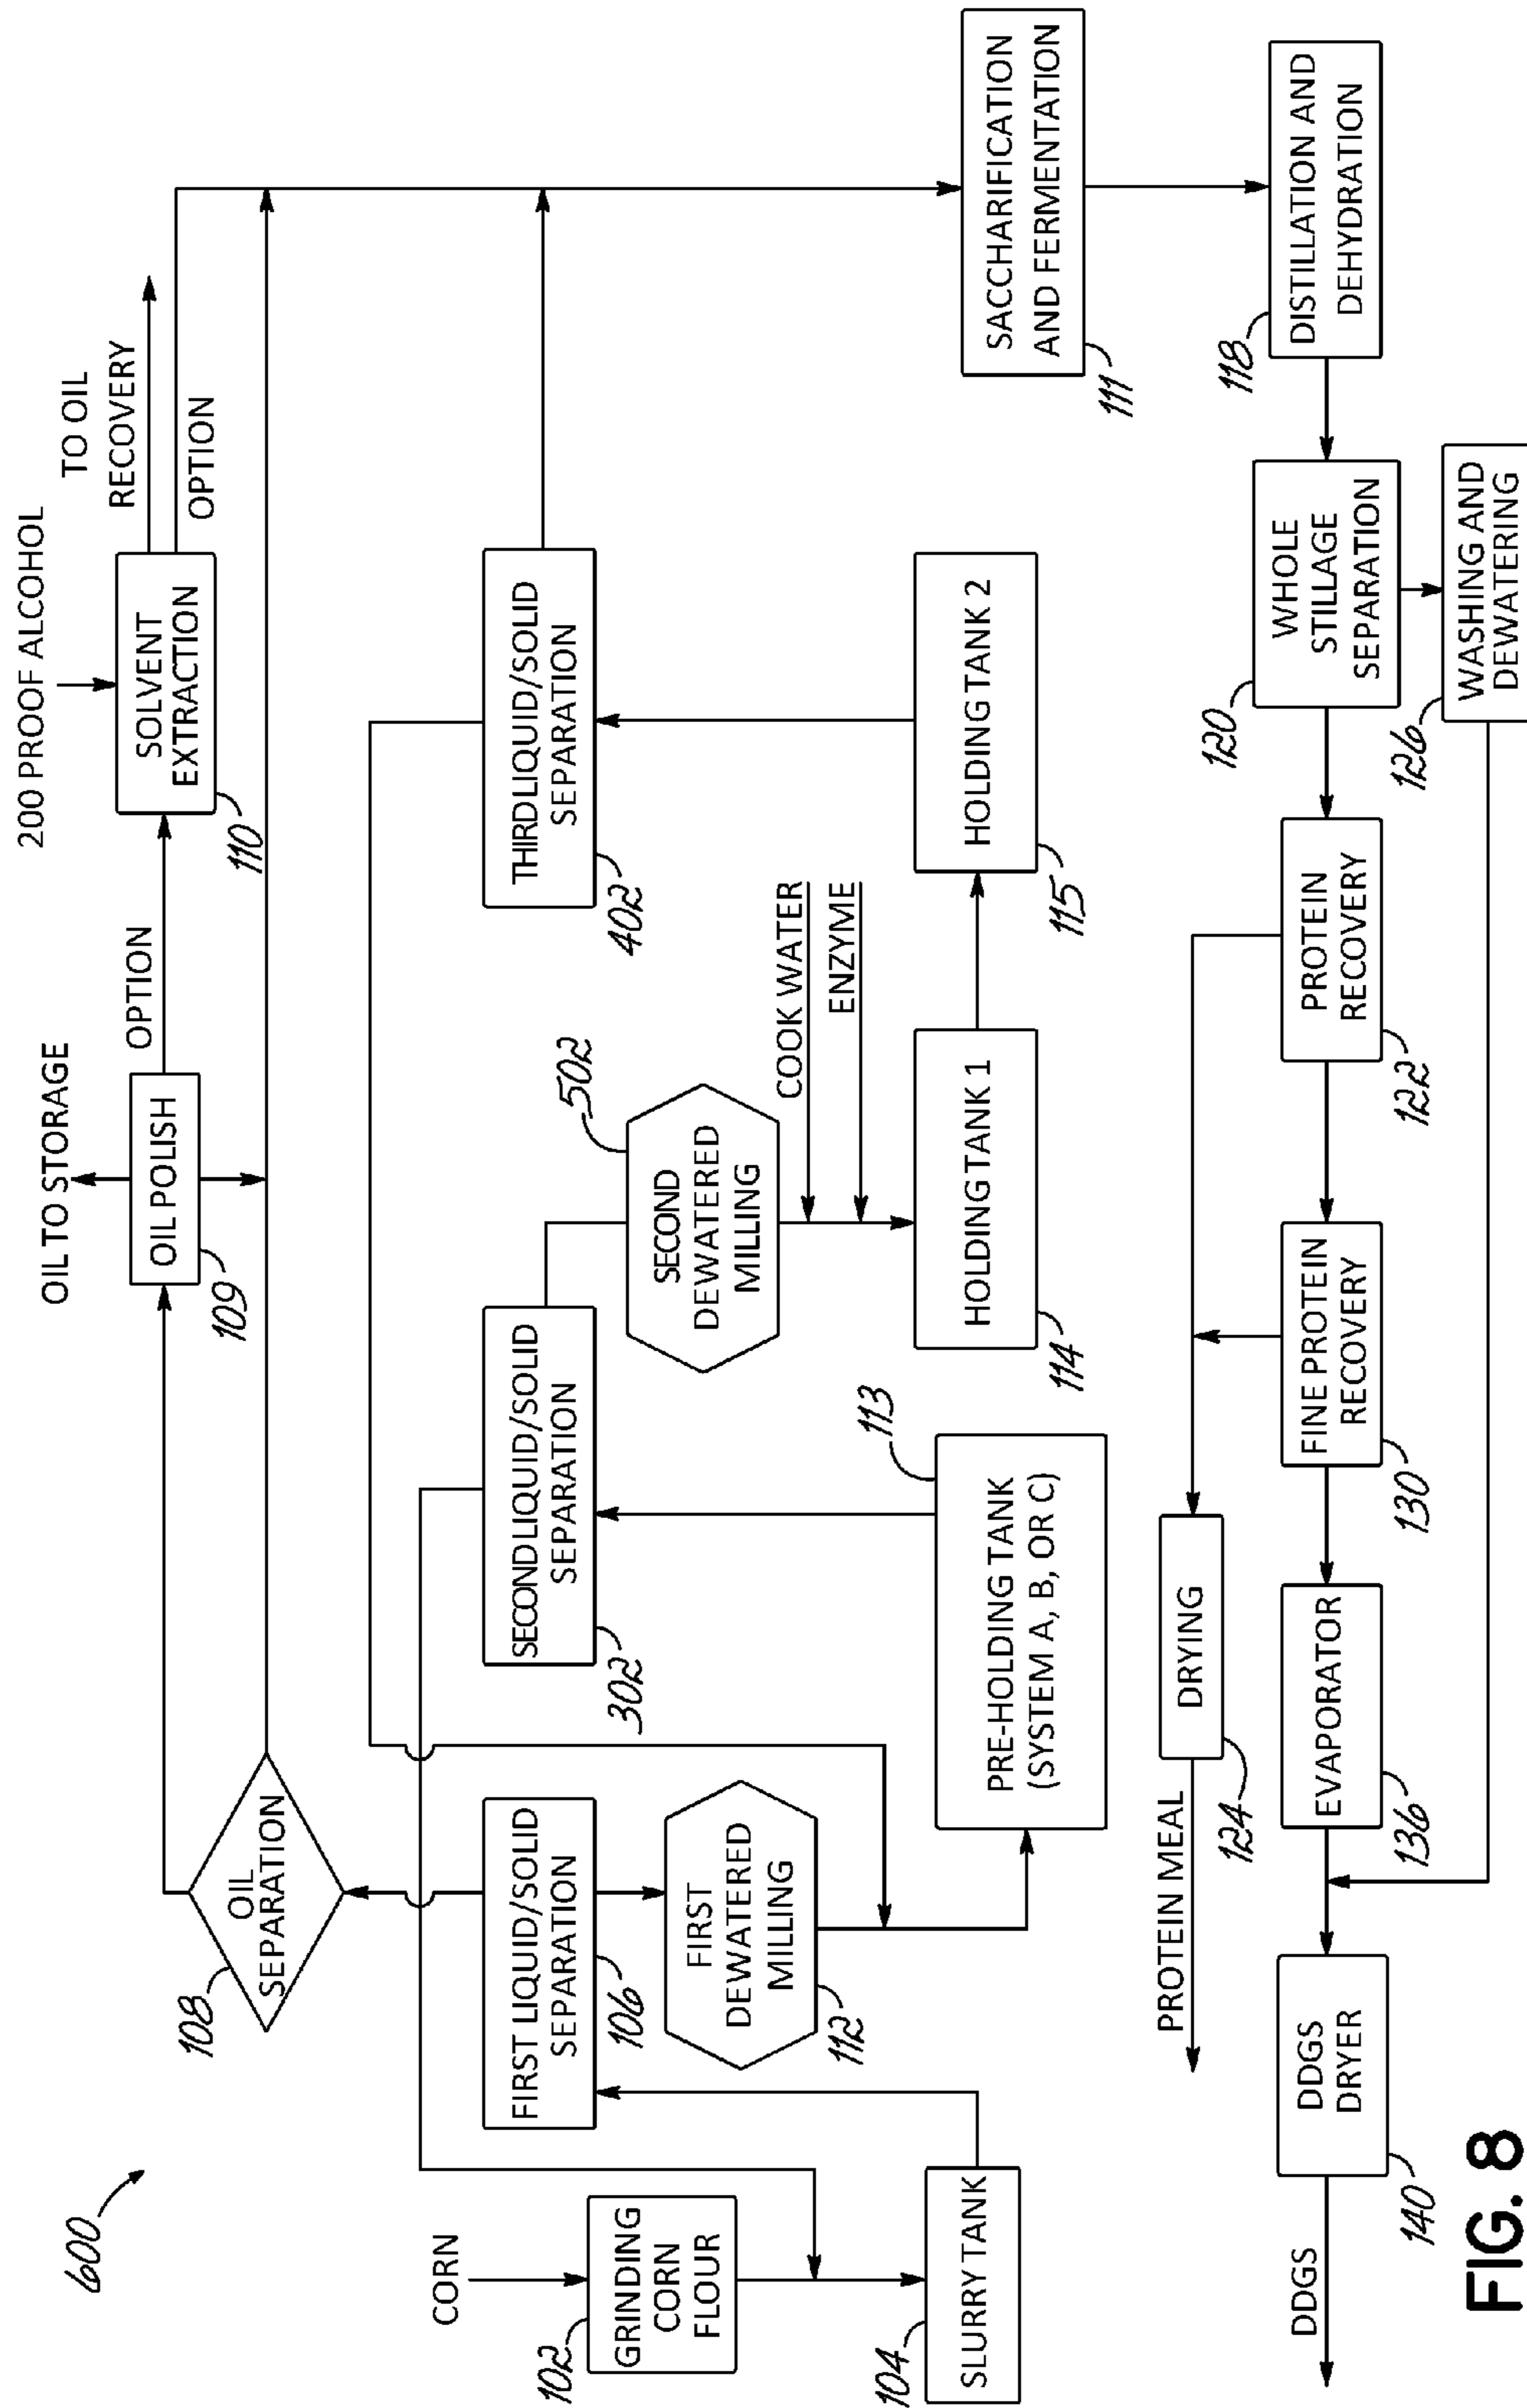 600
CORN
GRINDING
CORN
FLOUR
102
SLURRY TANK
104
OIL
SEPARATION
108
FIRST LIQUID/SOLID
SEPARATION
106
FIRST
DEWATERED
MILLING
112
OIL TO STORAGE
OIL POLISH
109
OPTION
200 PROOF ALCOHOL
SOLVENT
EXTRACTION
110
TO OIL
RECOVERY
OPTION
SECOND LIQUID/SOLID
SEPARATION
302
PRE-HOLDING TANK
(SYSTEM A, B, OR C)
113
SECOND
DEWATERED
MILLING
502
COOK WATER
ENZYME
HOLDING TANK 1
114
THIRD LIQUID/SOLID
SEPARATION
402
HOLDING TANK 2
115
SACCHARIFICATION
AND FERMENTATION
111
DISTILLATION AND
DEHYDRATION
118
WHOLE
STILLAGE
SEPARATION
120
WASHING AND
DEWATERING
126
PROTEIN
RECOVERY
122
FINE PROTEIN
RECOVERY
130
DRYING
124
PROTEIN MEAL
EVAPORATOR
136
DDGS
DRYER
140
DDGS
FIG. 8